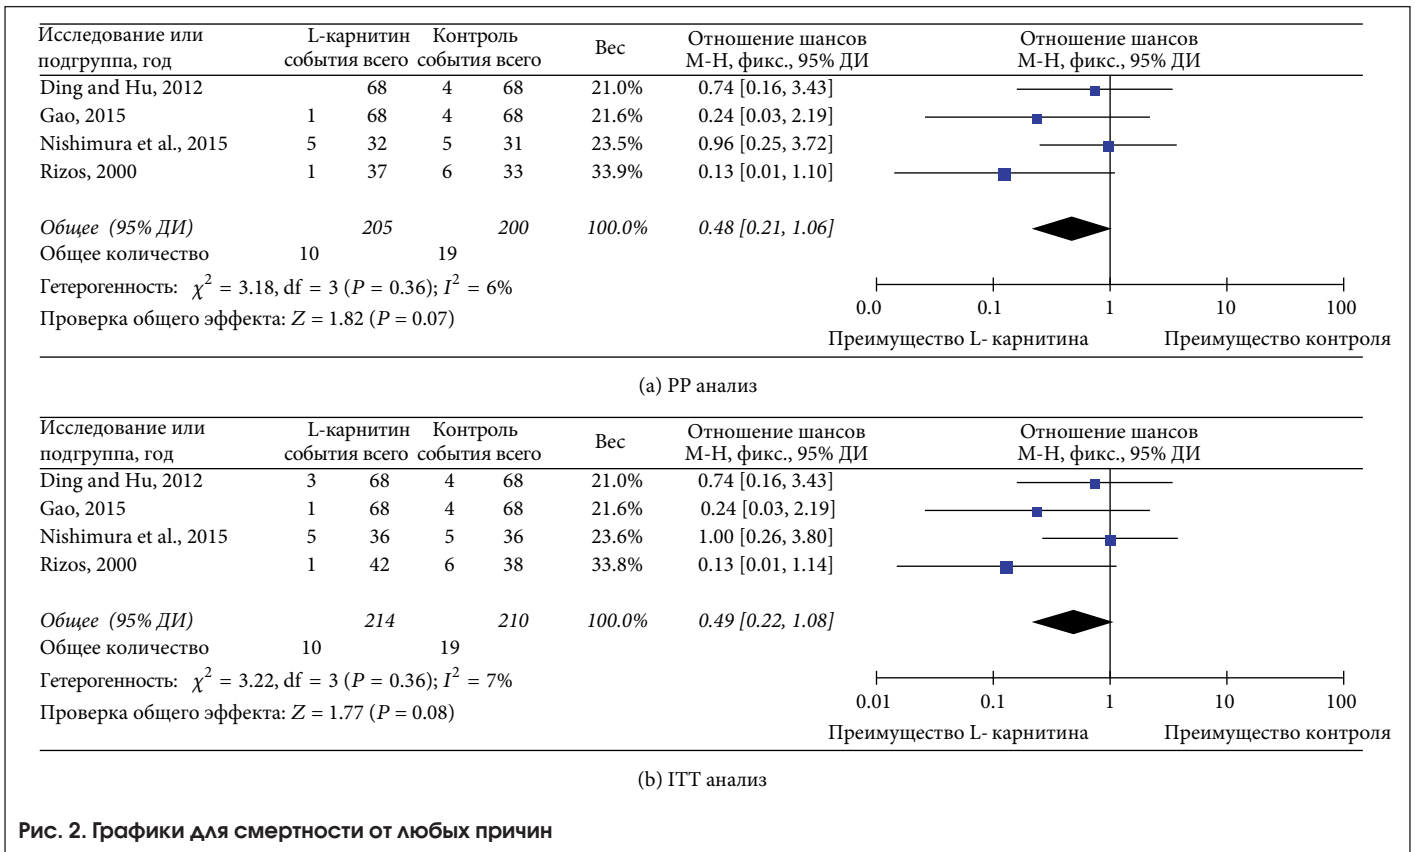 Исследование или L-карнитин Контроль Вес Отношение шансов Отношение шансов
подгруппа, год события всего события всего М-Н, фикс., 95% ДИ М-Н, фикс., 95% ДИ
Ding and Hu, 2012 68 4 68 21.0% 0.74 [0.16, 3.43]
Gao, 2015 1 68 4 68 21.6% 0.24 [0.03, 2.19]
Nishimura et al., 2015 5 32 5 31 23.5% 0.96 [0.25, 3.72]
Rizos, 2000 1 37 6 33 33.9% 0.13 [0.01, 1.10]
Общее (95% ДИ) 205 200 100.0% 0.48 [0.21, 1.06]
Общее количество 10 19
Гетерогенность: χ² = 3.18, df = 3 (P = 0.36); I² = 6%
Проверка общего эффекта: Z = 1.82 (P = 0.07)
0.0 0.1 1 10 100
Преимущество L- карнитина Преимущество контроля
(a) PP анализ
Исследование или L-карнитин Контроль Вес Отношение шансов Отношение шансов
подгруппа, год события всего события всего М-Н, фикс., 95% ДИ М-Н, фикс., 95% ДИ
Ding and Hu, 2012 3 68 4 68 21.0% 0.74 [0.16, 3.43]
Gao, 2015 1 68 4 68 21.6% 0.24 [0.03, 2.19]
Nishimura et al., 2015 5 36 5 36 23.6% 1.00 [0.26, 3.80]
Rizos, 2000 1 42 6 38 33.8% 0.13 [0.01, 1.14]
Общее (95% ДИ) 214 210 100.0% 0.49 [0.22, 1.08]
Общее количество 10 19
Гетерогенность: χ² = 3.22, df = 3 (P = 0.36); I² = 7%
Проверка общего эффекта: Z = 1.77 (P = 0.08)
0.01 0.1 1 10 100
Преимущество L- карнитина Преимущество контроля
(b) ITT анализ
Рис. 2. Графики для смертности от любых причин